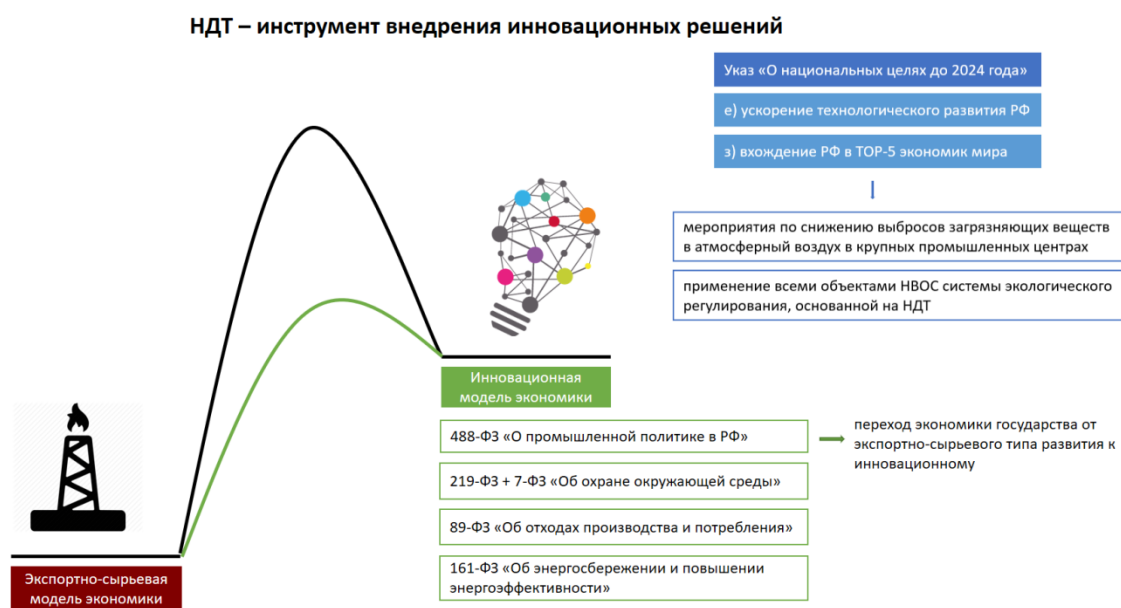 НДТ – инструмент внедрения инновационных решений
Указ «О национальных целях до 2024 года»
е) ускорение технологического развития РФ
з) вхождение РФ в TOP-5 экономик мира
мероприятия по снижению выбросов загрязняющих веществ
в атмосферный воздух в крупных промышленных центрах
применение всеми объектами НВОС системы экологического
регулирования, основанной на НДТ
Инновационная
модель экономики
488-ФЗ «О промышленной политике в РФ»
переход экономики государства от
экспортно-сырьевого типа развития к
инновационному
219-ФЗ + 7-ФЗ «Об охране окружающей среды»
89-ФЗ «Об отходах производства и потребления»
161-ФЗ «Об энергосбережении и повышении
энергоэффективности»
Экспортно-сырьевая
модель экономики